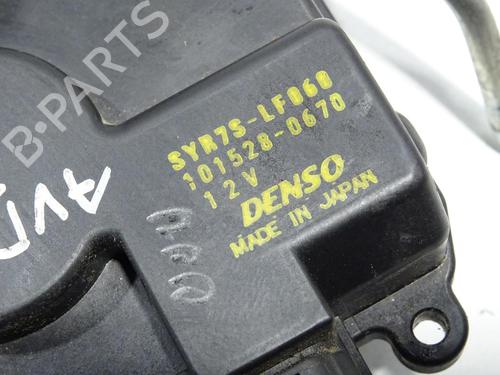 B-PARTS
SYR7S-LF060
101528-0670
12V
DENSO
MADE IN JAPAN